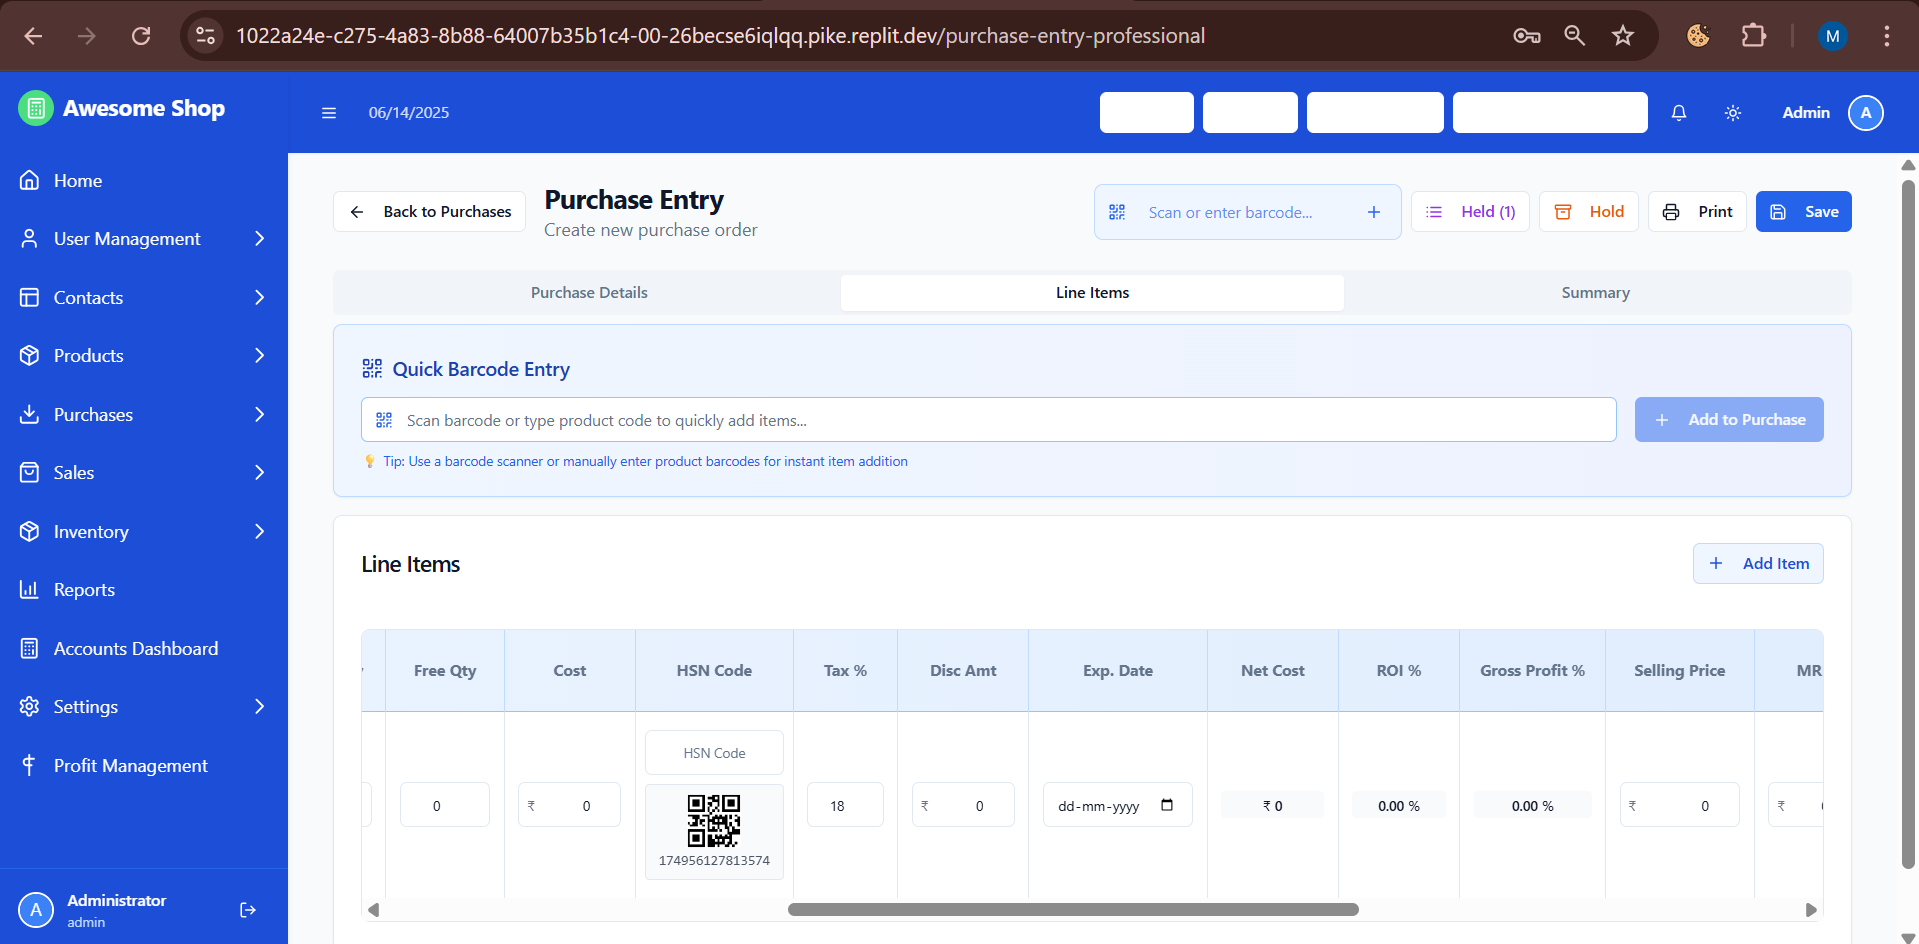 1022a24e-c275-4a83-8b88-64007b35b1c4-00-26becse6iqlqq.pike.replit.dev/purchase-entry-professional
M
Awesome Shop
06/14/2025
Admin
A
Home
User Management
Contacts
Products
Purchases
Sales
Inventory
Reports
Accounts Dashboard
Settings
Profit Management
A
Administrator
admin
Back to Purchases
Purchase Entry
Create new purchase order
Scan or enter barcode...
Held (1)
Hold
Print
Save
Purchase Details
Line Items
Summary
Quick Barcode Entry
Scan barcode or type product code to quickly add items...
Add to Purchase
Tip: Use a barcode scanner or manually enter product barcodes for instant item addition
Line Items
Add Item
Free Qty
Cost
HSN Code
Tax %
Disc Amt
Exp. Date
Net Cost
ROI %
Gross Profit %
Selling Price
MR
0
₹ 0
HSN Code
174956127813574
18
₹ 0
dd-mm-yyyy
₹ 0
0.00 %
0.00 %
₹ 0
₹